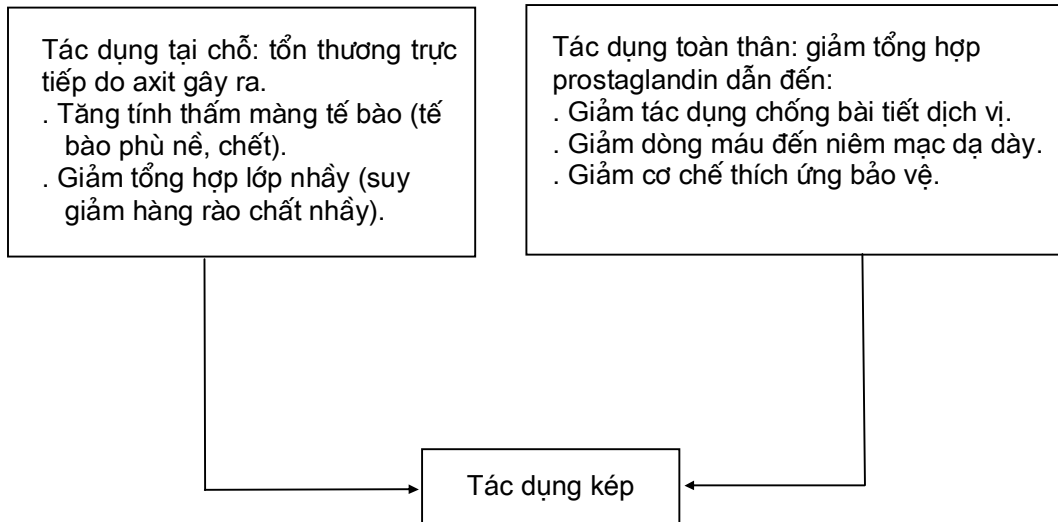 Tác dụng tại chỗ: tổn thương trực
tiếp do axit gây ra.
. Tăng tính thấm màng tế bào (tế
bào phù nề, chết).
. Giảm tổng hợp lớp nhầy (suy
giảm hàng rào chất nhầy).
Tác dụng toàn thân: giảm tổng hợp
prostaglandin dẫn đến:
. Giảm tác dụng chống bài tiết dịch vị.
. Giảm dòng máu đến niêm mạc dạ dày.
. Giảm cơ chế thích ứng bảo vệ.
Tác dụng kép